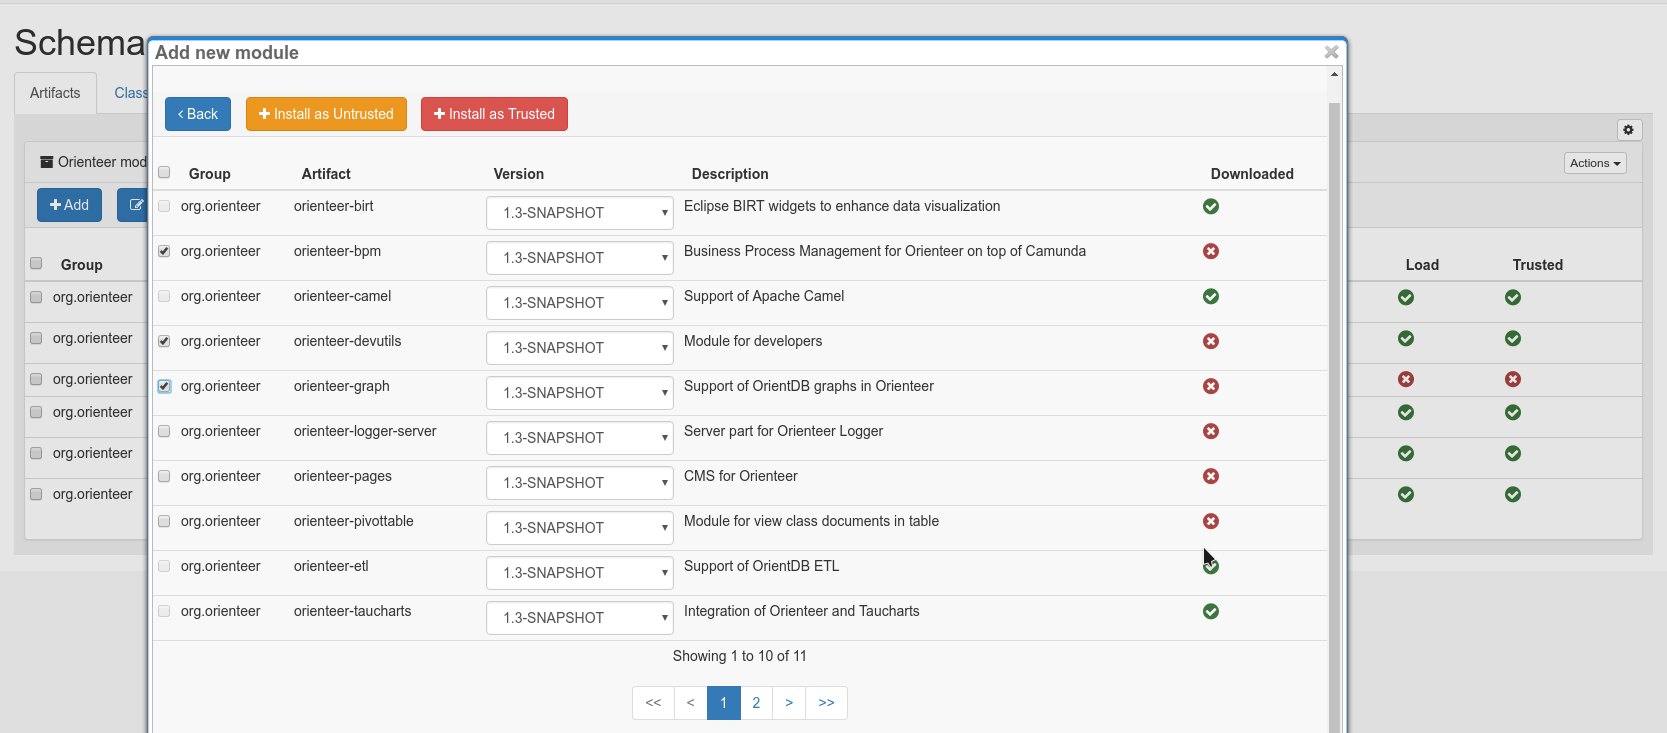 Schema
Artifacts
Class
Orienteer mod
Actions
Add
Group
Load
Trusted
org.orienteer
org.orienteer
org.orienteer
org.orienteer
org.orienteer
org.orienteer
Add new module
Back
Install as Untrusted
Install as Trusted
Group Artifact Version Description Downloaded
org.orienteer orienteer-birt 1.3-SNAPSHOT Eclipse BIRT widgets to enhance data visualization
org.orienteer orienteer-bpm 1.3-SNAPSHOT Business Process Management for Orienteer on top of Camunda
org.orienteer orienteer-camel 1.3-SNAPSHOT Support of Apache Camel
org.orienteer orienteer-devutils 1.3-SNAPSHOT Module for developers
org.orienteer orienteer-graph 1.3-SNAPSHOT Support of OrientDB graphs in Orienteer
org.orienteer orienteer-logger-server 1.3-SNAPSHOT Server part for Orienteer Logger
org.orienteer orienteer-pages 1.3-SNAPSHOT CMS for Orienteer
org.orienteer orienteer-pivottable 1.3-SNAPSHOT Module for view class documents in table
org.orienteer orienteer-etl 1.3-SNAPSHOT Support of OrientDB ETL
org.orienteer orienteer-taucharts 1.3-SNAPSHOT Integration of Orienteer and Taucharts
Showing 1 to 10 of 11
<< < 1 2 > >>